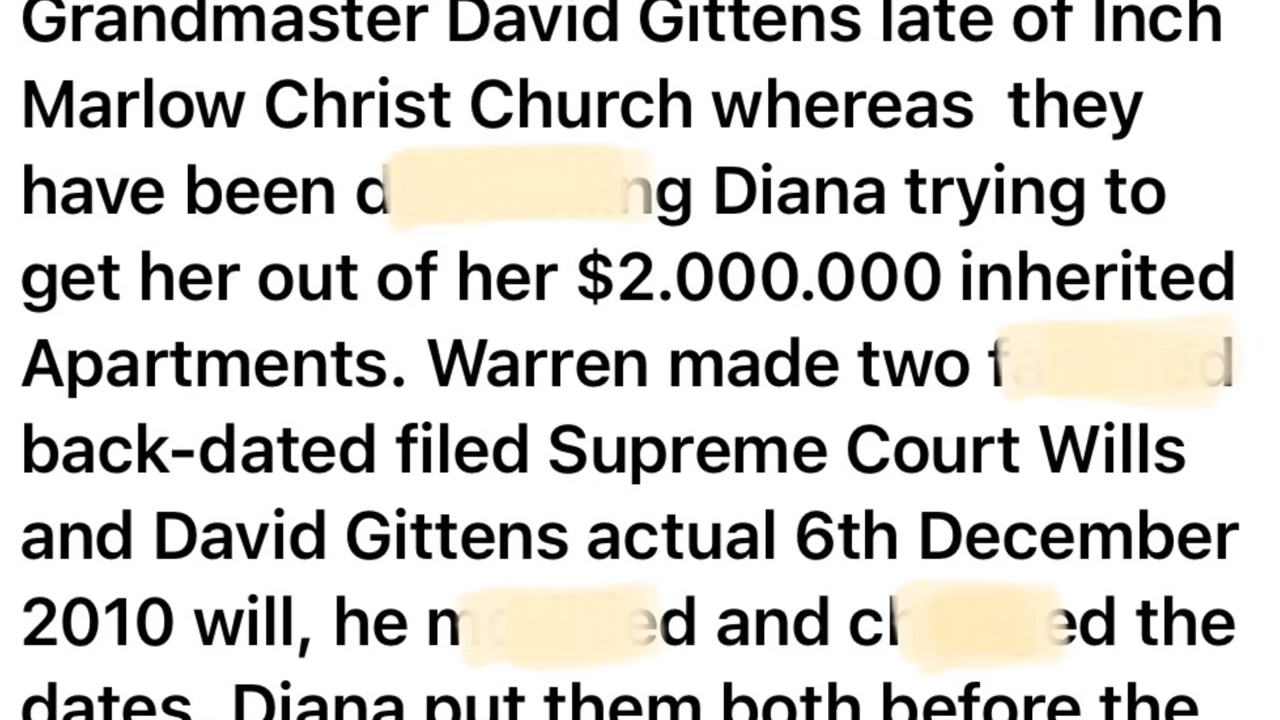 Grandmaster David Gittens late of Inch
Marlow Christ Church whereas they
have been Diana trying to
get her out of her $2.000.000 inherited
Apartments. Warren made two
back-dated filed Supreme Court Wills
and David Gittens actual 6th December
2010 will, he and the
dates. Diana put them both before the